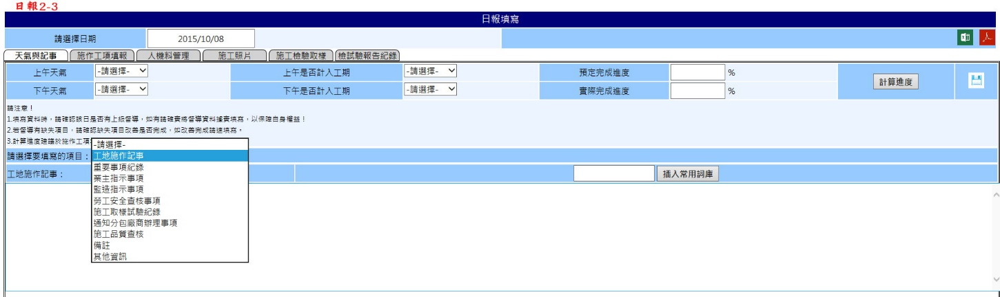 日報2-3
日報填寫
請選擇日期 2015/10/08
天氣與記事 施作工項填報 人機料管理 施工照片 施工檢驗取樣 檢試驗報告紀錄
上午天氣 -請選擇- 上午是否計入工期 -請選擇- 預定完成進度 % 計算進度
下午天氣 -請選擇- 下午是否計入工期 -請選擇- 實際完成進度 %
請注意！
1.填寫資料時，請確認該日是否有上級督導，如有請確實將督導資料據實填寫，以保障自身權益！
2.若督導有缺失項目，請確認缺失項目改善是否完成，如改善完成請速填寫。
3.計算進度建議於施作工項
-請選擇-
請選擇要填寫的項目： 工地施作記事
重要事項紀錄
工地施作記事： 插入常用詞庫
業主指示事項
監造指示事項
勞工安全查核事項
施工取樣試驗紀錄
通知分包廠商辦理事項
施工品質查核
備註
其他資訊